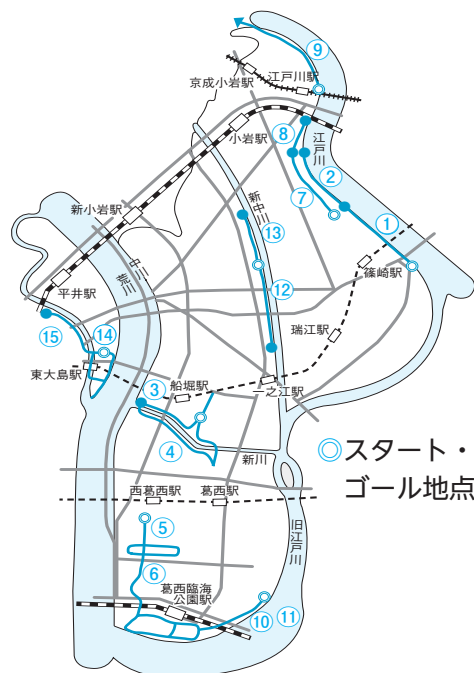 ⑨
江戸川駅
京成小岩駅
小岩駅
⑧
江戸川
②
⑦
①
新小岩駅
新中川
⑬
篠崎駅
中川
荒川
平井駅
⑫
瑞江駅
⑮
⑭
東大島駅
③
船堀駅
一之江駅
④
新川
◎スタート・
ゴール地点
西葛西駅
葛西駅
⑤
旧江戸川
⑥
葛西臨海
公園駅
⑩
⑪